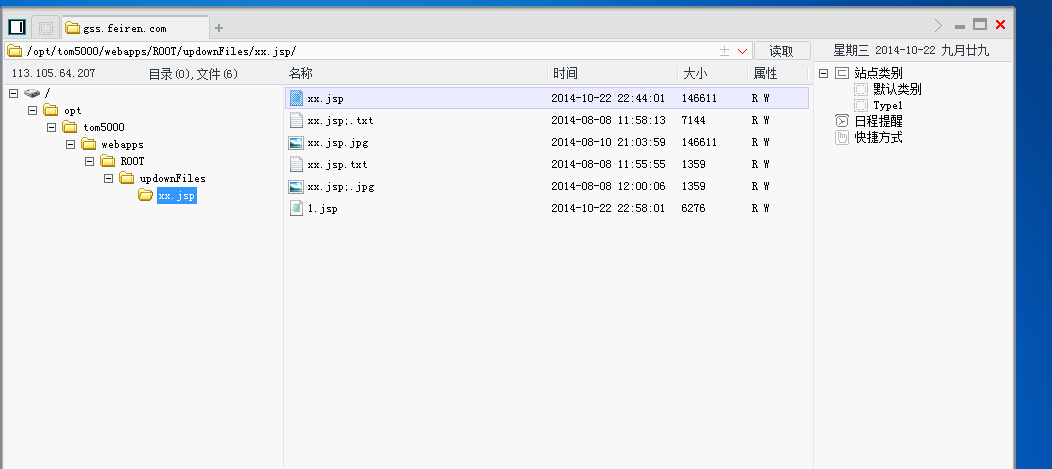 gss.feiren.com
/opt/tom5000/webapps/ROOT/updownFiles/xx.jsp/ 读取 星期三 2014-10-22 九月廿九
113.105.64.207 目录(0),文件(6) 名称 时间 大小 属性
/
opt
tom5000
webapps
ROOT
updownFiles
xx.jsp
xx.jsp 2014-10-22 22:44:01 146611 R W
xx.jsp;.txt 2014-08-08 11:58:13 7144 R W
xx.jsp.jpg 2014-08-10 21:03:59 146611 R W
xx.jsp.txt 2014-08-08 11:55:55 1359 R W
xx.jsp;.jpg 2014-08-08 12:00:06 1359 R W
1.jsp 2014-10-22 22:58:01 6276 R W
站点类别
默认类别
Type1
日程提醒
快捷方式